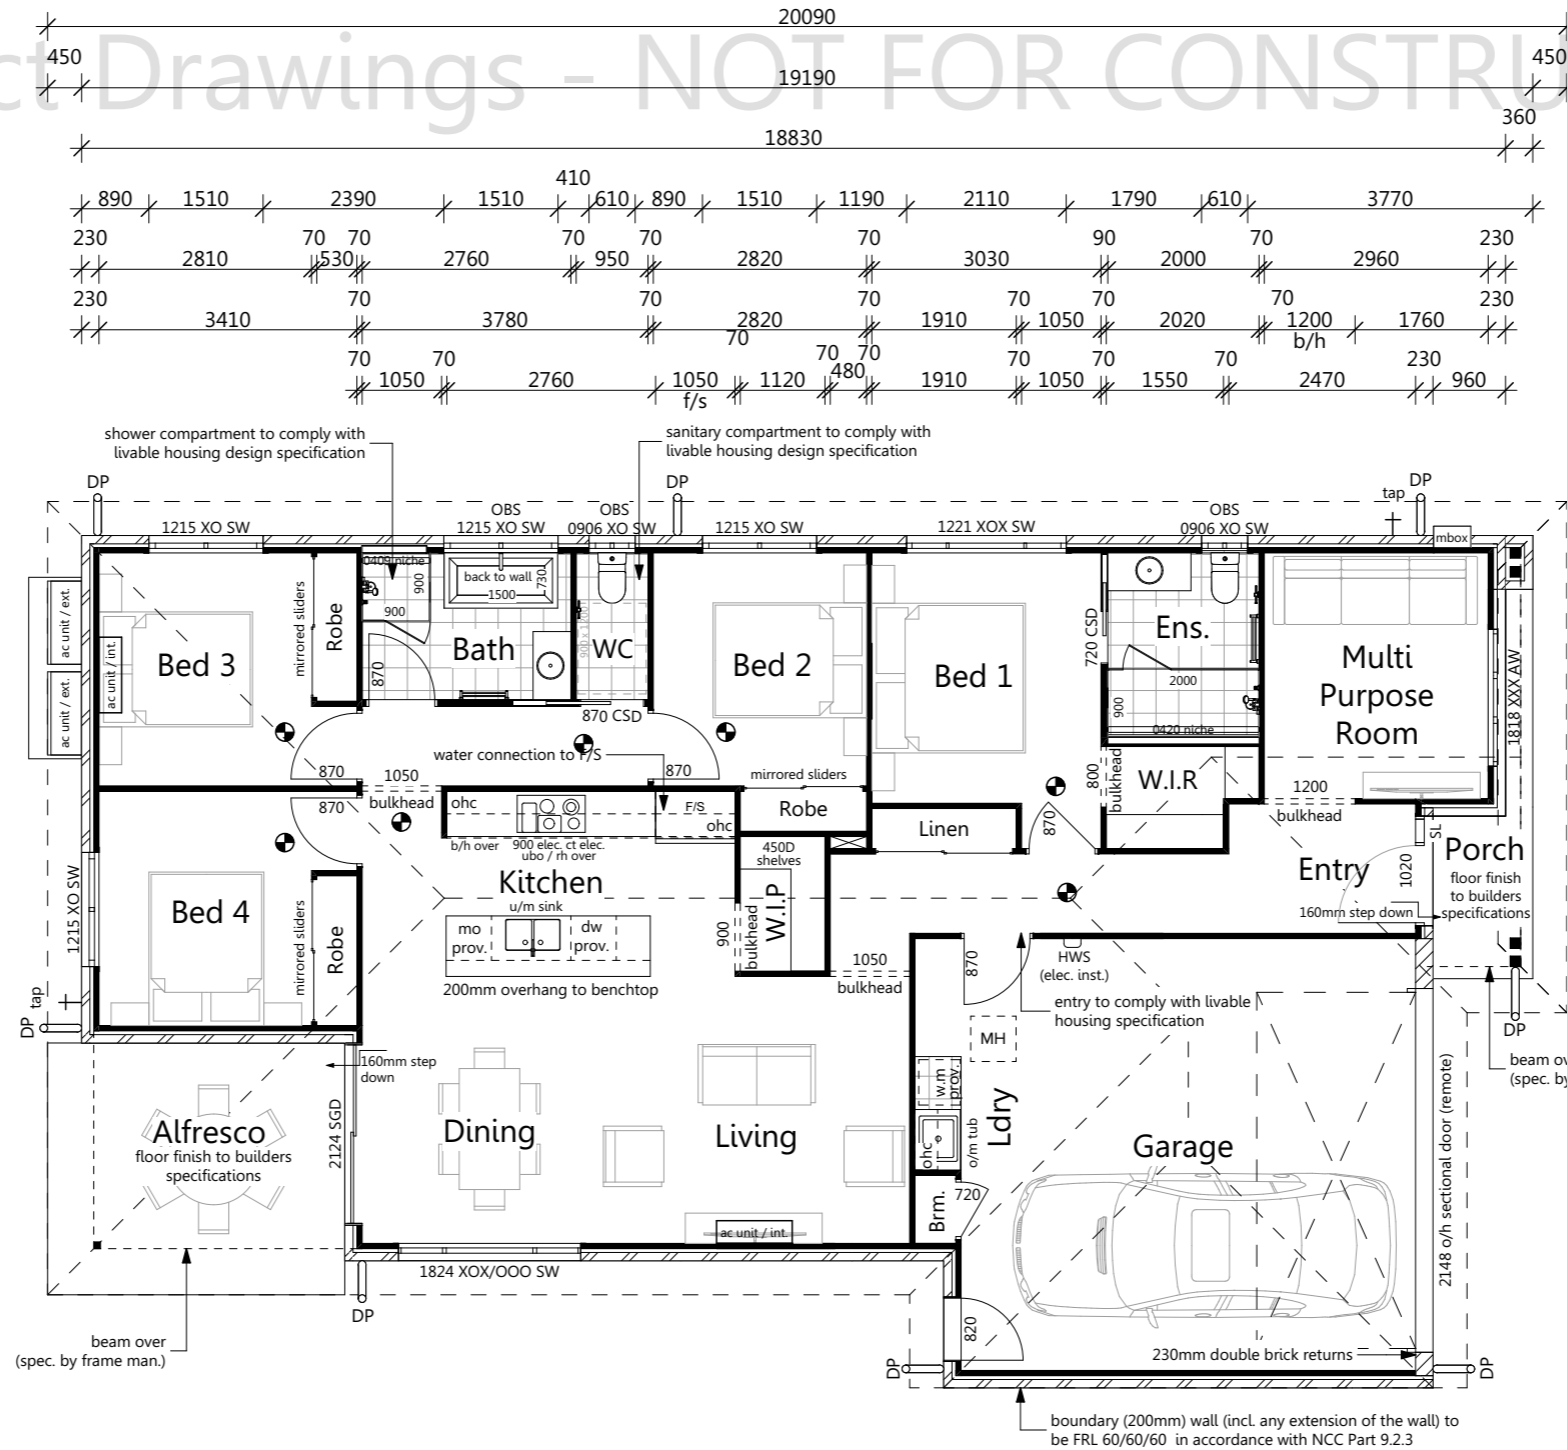 20090
450 450
ct Drawings - NOT FOR CONSTRU
19190
360
18830
410
890 1510 2390 1510 610 890 1510 1190 2110 1790 610 3770
230 70 70 70 70 70 90 70 230
2810 530 2760 950 2820 3030 2000 2960
230 70 70 70 70 70 70 230
3410 3780 2820 1910 1050 2020 1200 1760
70 b/h
70 70 70 70 70 70 70 230
1050 2760 1050 1120 480 1910 1050 1550 2470 960
f/s
shower compartment to comply with
livable housing design specification
sanitary compartment to comply with
livable housing design specification
DP
DP
DP
tap
OBS
OBS
OBS
1215 XO SW
1215 XO SW
0906 XO SW
1215 XO SW
1221 XOX SW
0906 XO SW
mbox
0409 niche
900
900
back to wall
1500
730
ac unit / ext.
ac unit / ext.
ac unit / int.
Bed 3
mirrored sliders
Robe
870
Bath
900 x 1200
WC
870 CSD
Bed 2
Bed 1
720 CSD
Ens.
2000
900
0420 niche
Multi
Purpose
Room
1818 XXX AW
water connection to F/S
870
1050
bulkhead
870
870
mirrored sliders
Robe
800
bulkhead
W.I.R
1200
bulkhead
ohc
F/S
ohc
b/h over
900 elec. ct elec.
ubo / rh over
Kitchen
u/m sink
450D
shelves
W.I.P
900
bulkhead
Linen
870
SL
Entry
1020
Porch
floor finish
to builders
specifications
160mm step down
1215 XO SW
Bed 4
mirrored sliders
Robe
mo
prov.
dw
prov.
200mm overhang to benchtop
1050
bulkhead
870
HWS
(elec. inst.)
entry to comply with livable
housing specification
tap
DP
DP
beam ov
(spec. by
160mm step
down
MH
w.m
prov.
Ldry
ohc
o/m tub
Alfresco
floor finish to builders
specifications
2124 SGD
Dining
Living
Garage
2148 o/h sectional door (remote)
Brm.
720
ac unit / int.
1824 XOX/OOO SW
DP
820
230mm double brick returns
beam over
(spec. by frame man.)
DP
DP
boundary (200mm) wall (incl. any extension of the wall) to
be FRL 60/60/60 in accordance with NCC Part 9.2.3